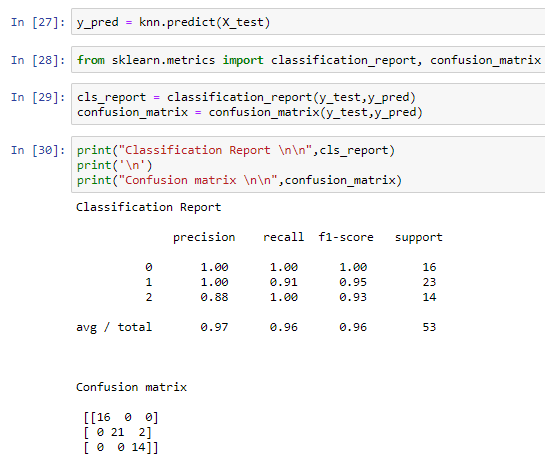 In [27]: y_pred = knn.predict(X_test)
In [28]: from sklearn.metrics import classification_report, confusion_matrix
In [29]: cls_report = classification_report(y_test,y_pred)
confusion_matrix = confusion_matrix(y_test,y_pred)
In [30]: print("Classification Report \n\n",cls_report)
print('\n')
print("Confusion matrix \n\n",confusion_matrix)
Classification Report
precision recall f1-score support
0 1.00 1.00 1.00 16
1 1.00 0.91 0.95 23
2 0.88 1.00 0.93 14
avg / total 0.97 0.96 0.96 53
Confusion matrix
[[16 0 0]
[ 0 21 2]
[ 0 0 14]]